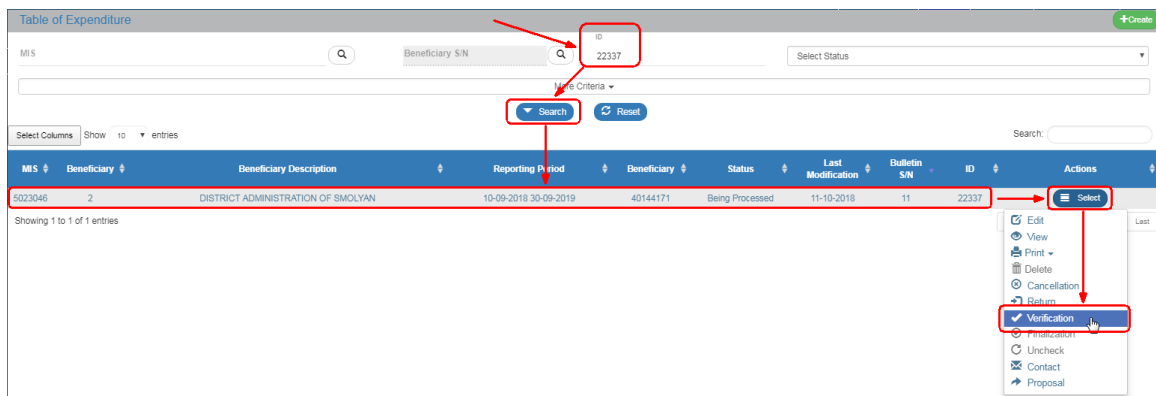 Table of Expenditure
+Create
MIS
Beneficiary S/N
ID
22337
Select Status
More Criteria
Search
Reset
Select Columns Show 10 entries
Search:
MIS Beneficiary Beneficiary Description Reporting Period Beneficiary Status Last Modification Bulletin S/N ID Actions
5023046 2 DISTRICT ADMINISTRATION OF SMOLYAN 10-09-2018 30-09-2019 40144171 Being Processed 11-10-2018 11 22337 Select
Showing 1 to 1 of 1 entries
Last
Edit
View
Print
Delete
Cancellation
Return
Verification
Finalization
Uncheck
Contact
Proposal